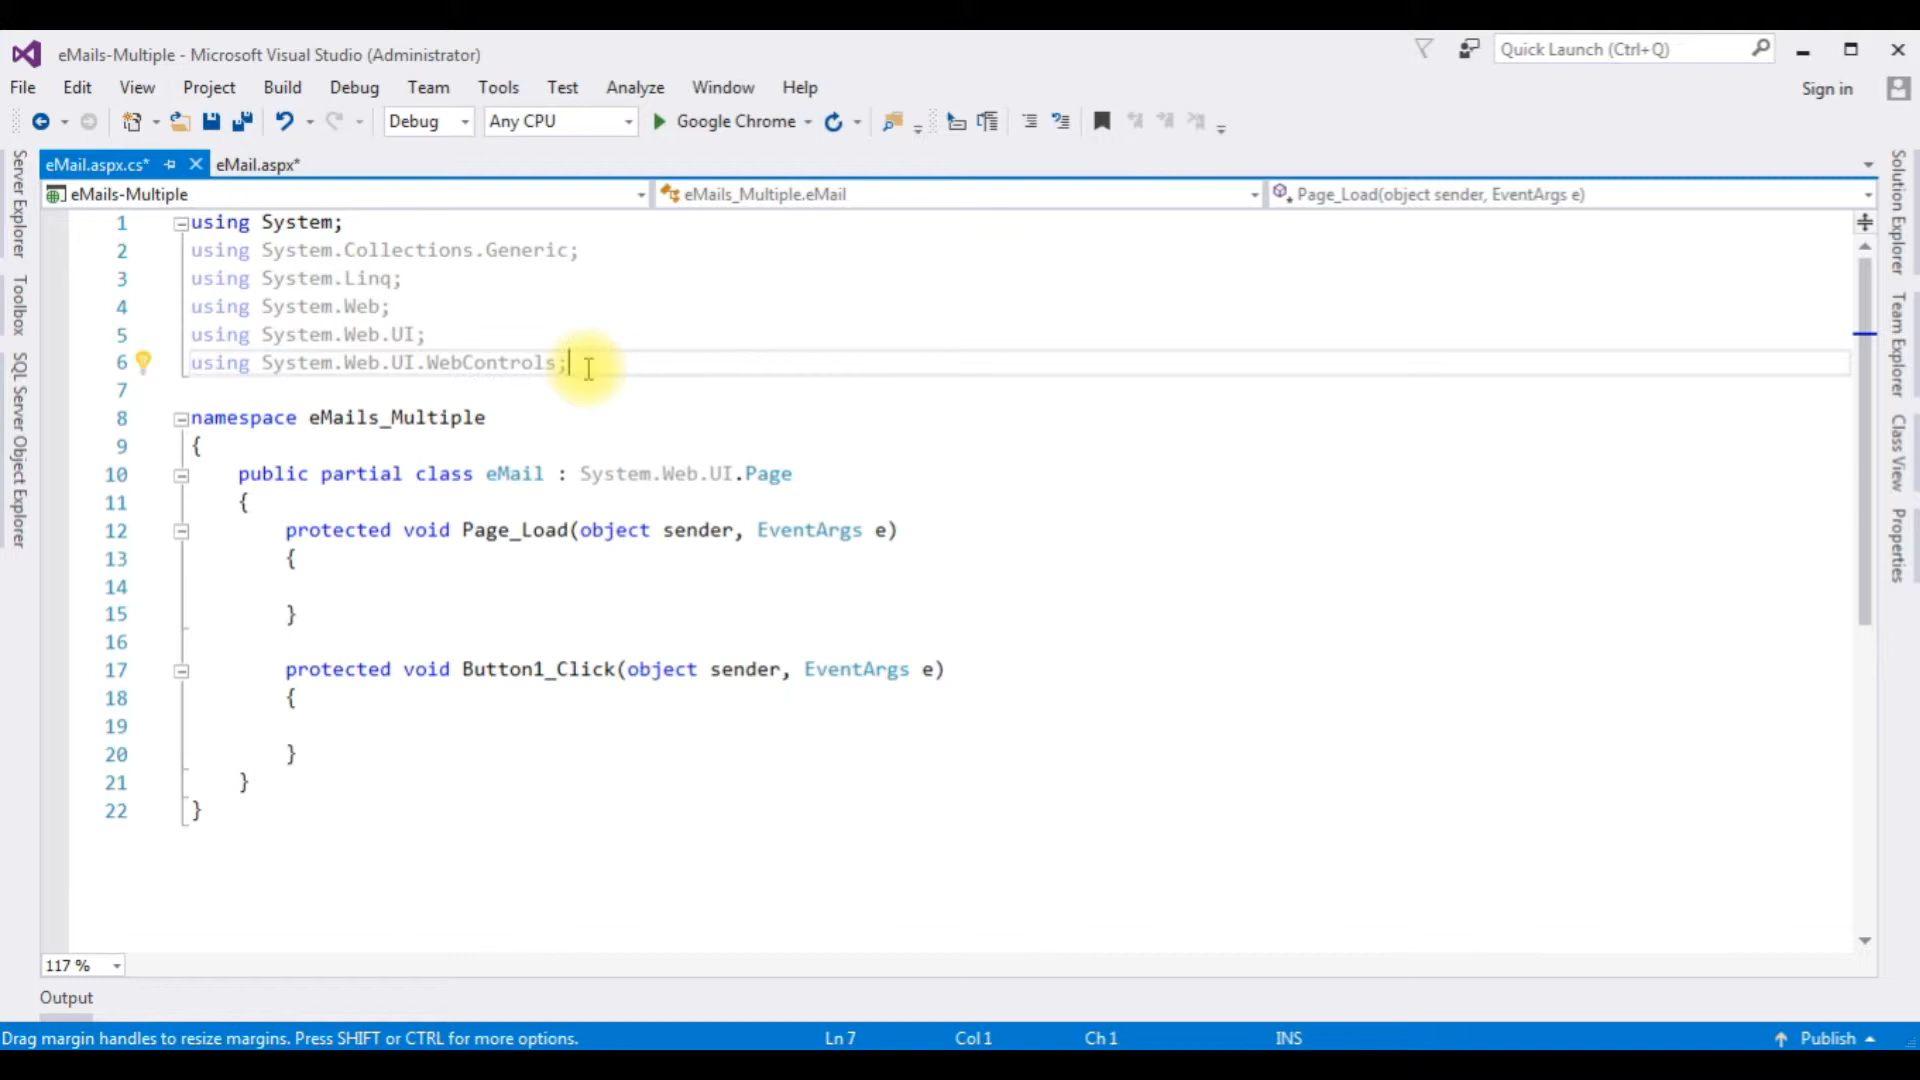 eMails-Multiple - Microsoft Visual Studio (Administrator)
Quick Launch (Ctrl+Q)
File Edit View Project Build Debug Team Tools Test Analyze Window Help
Sign in
Debug Any CPU Google Chrome
eMail.aspx.cs* eMail.aspx*
eMails-Multiple eMails_Multiple.eMail Page_Load(object sender, EventArgs e)
Server Explorer
Toolbox
SQL Server Object Explorer
1 using System;
2 using System.Collections.Generic;
3 using System.Linq;
4 using System.Web;
5 using System.Web.UI;
6 using System.Web.UI.WebControls;
7
8 namespace eMails_Multiple
9 {
10 public partial class eMail : System.Web.UI.Page
11 {
12 protected void Page_Load(object sender, EventArgs e)
13 {
14
15 }
16
17 protected void Button1_Click(object sender, EventArgs e)
18 {
19
20 }
21 }
22 }
Solution Explorer
Team Explorer
Class View
Properties
117 %
Output
Drag margin handles to resize margins. Press SHIFT or CTRL for more options. Ln 7 Col 1 Ch 1 INS Publish